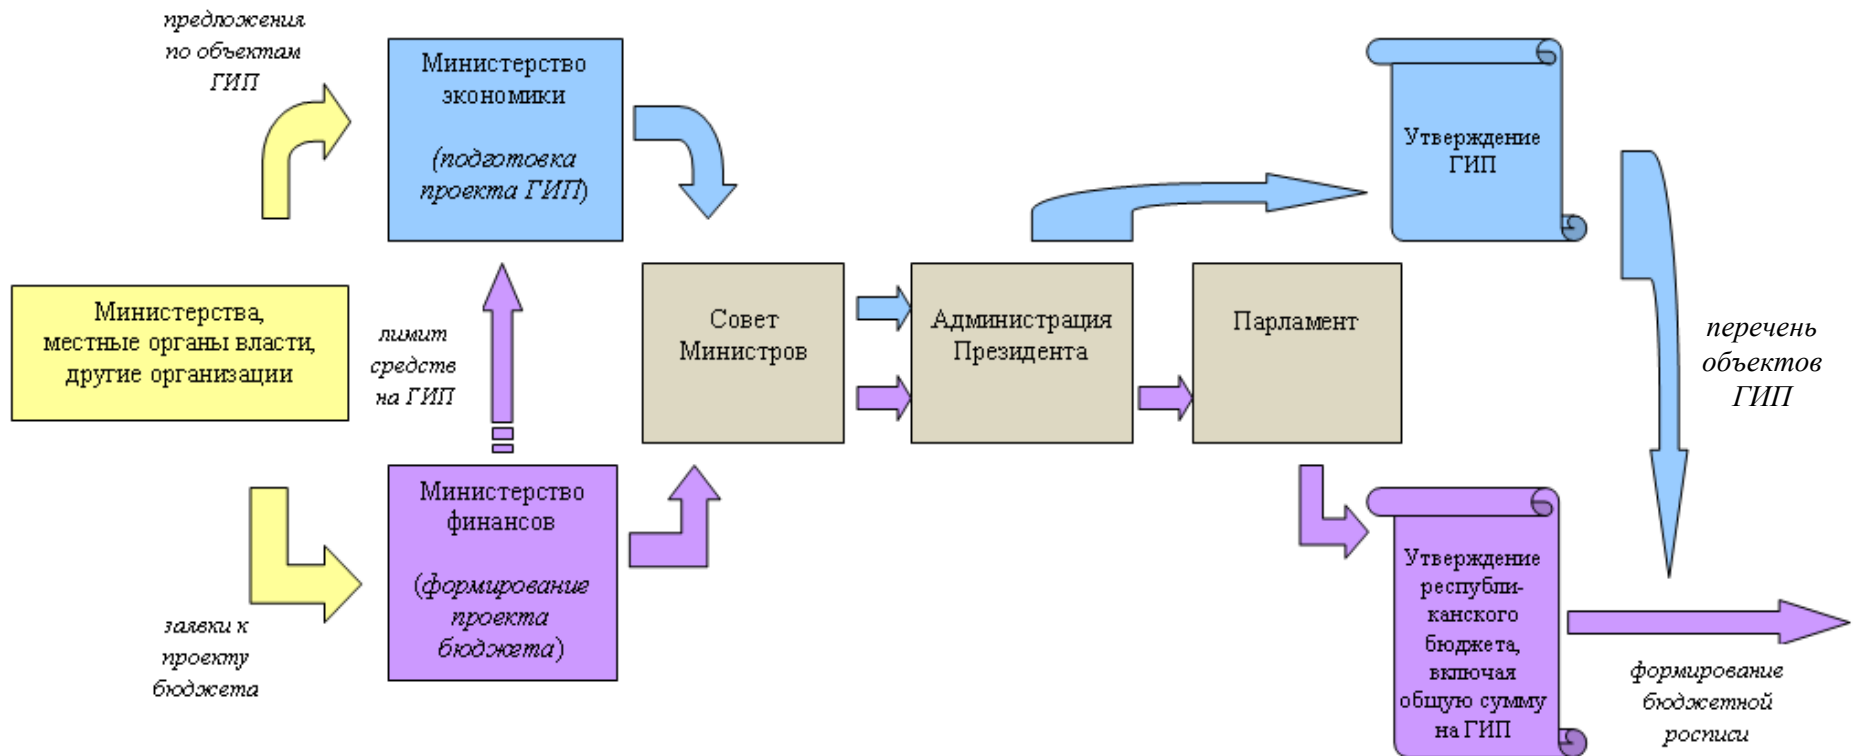 предложения
по объектам
ГИП
Министерство
экономики
(подготовка
проекта ГИП)
Утверждение
ГИП
Министерства,
местные органы власти,
другие организации
лимит
средств
на ГИП
Совет
Министров
Администрация
Президента
Парламент
перечень
объектов
ГИП
заявки к
проекту
бюджета
Министерство
финансов
(формирование
проекта
бюджета)
Утверждение
республи-
канского
бюджета,
включая
общую сумму
на ГИП
формирование
бюджетной
росписи